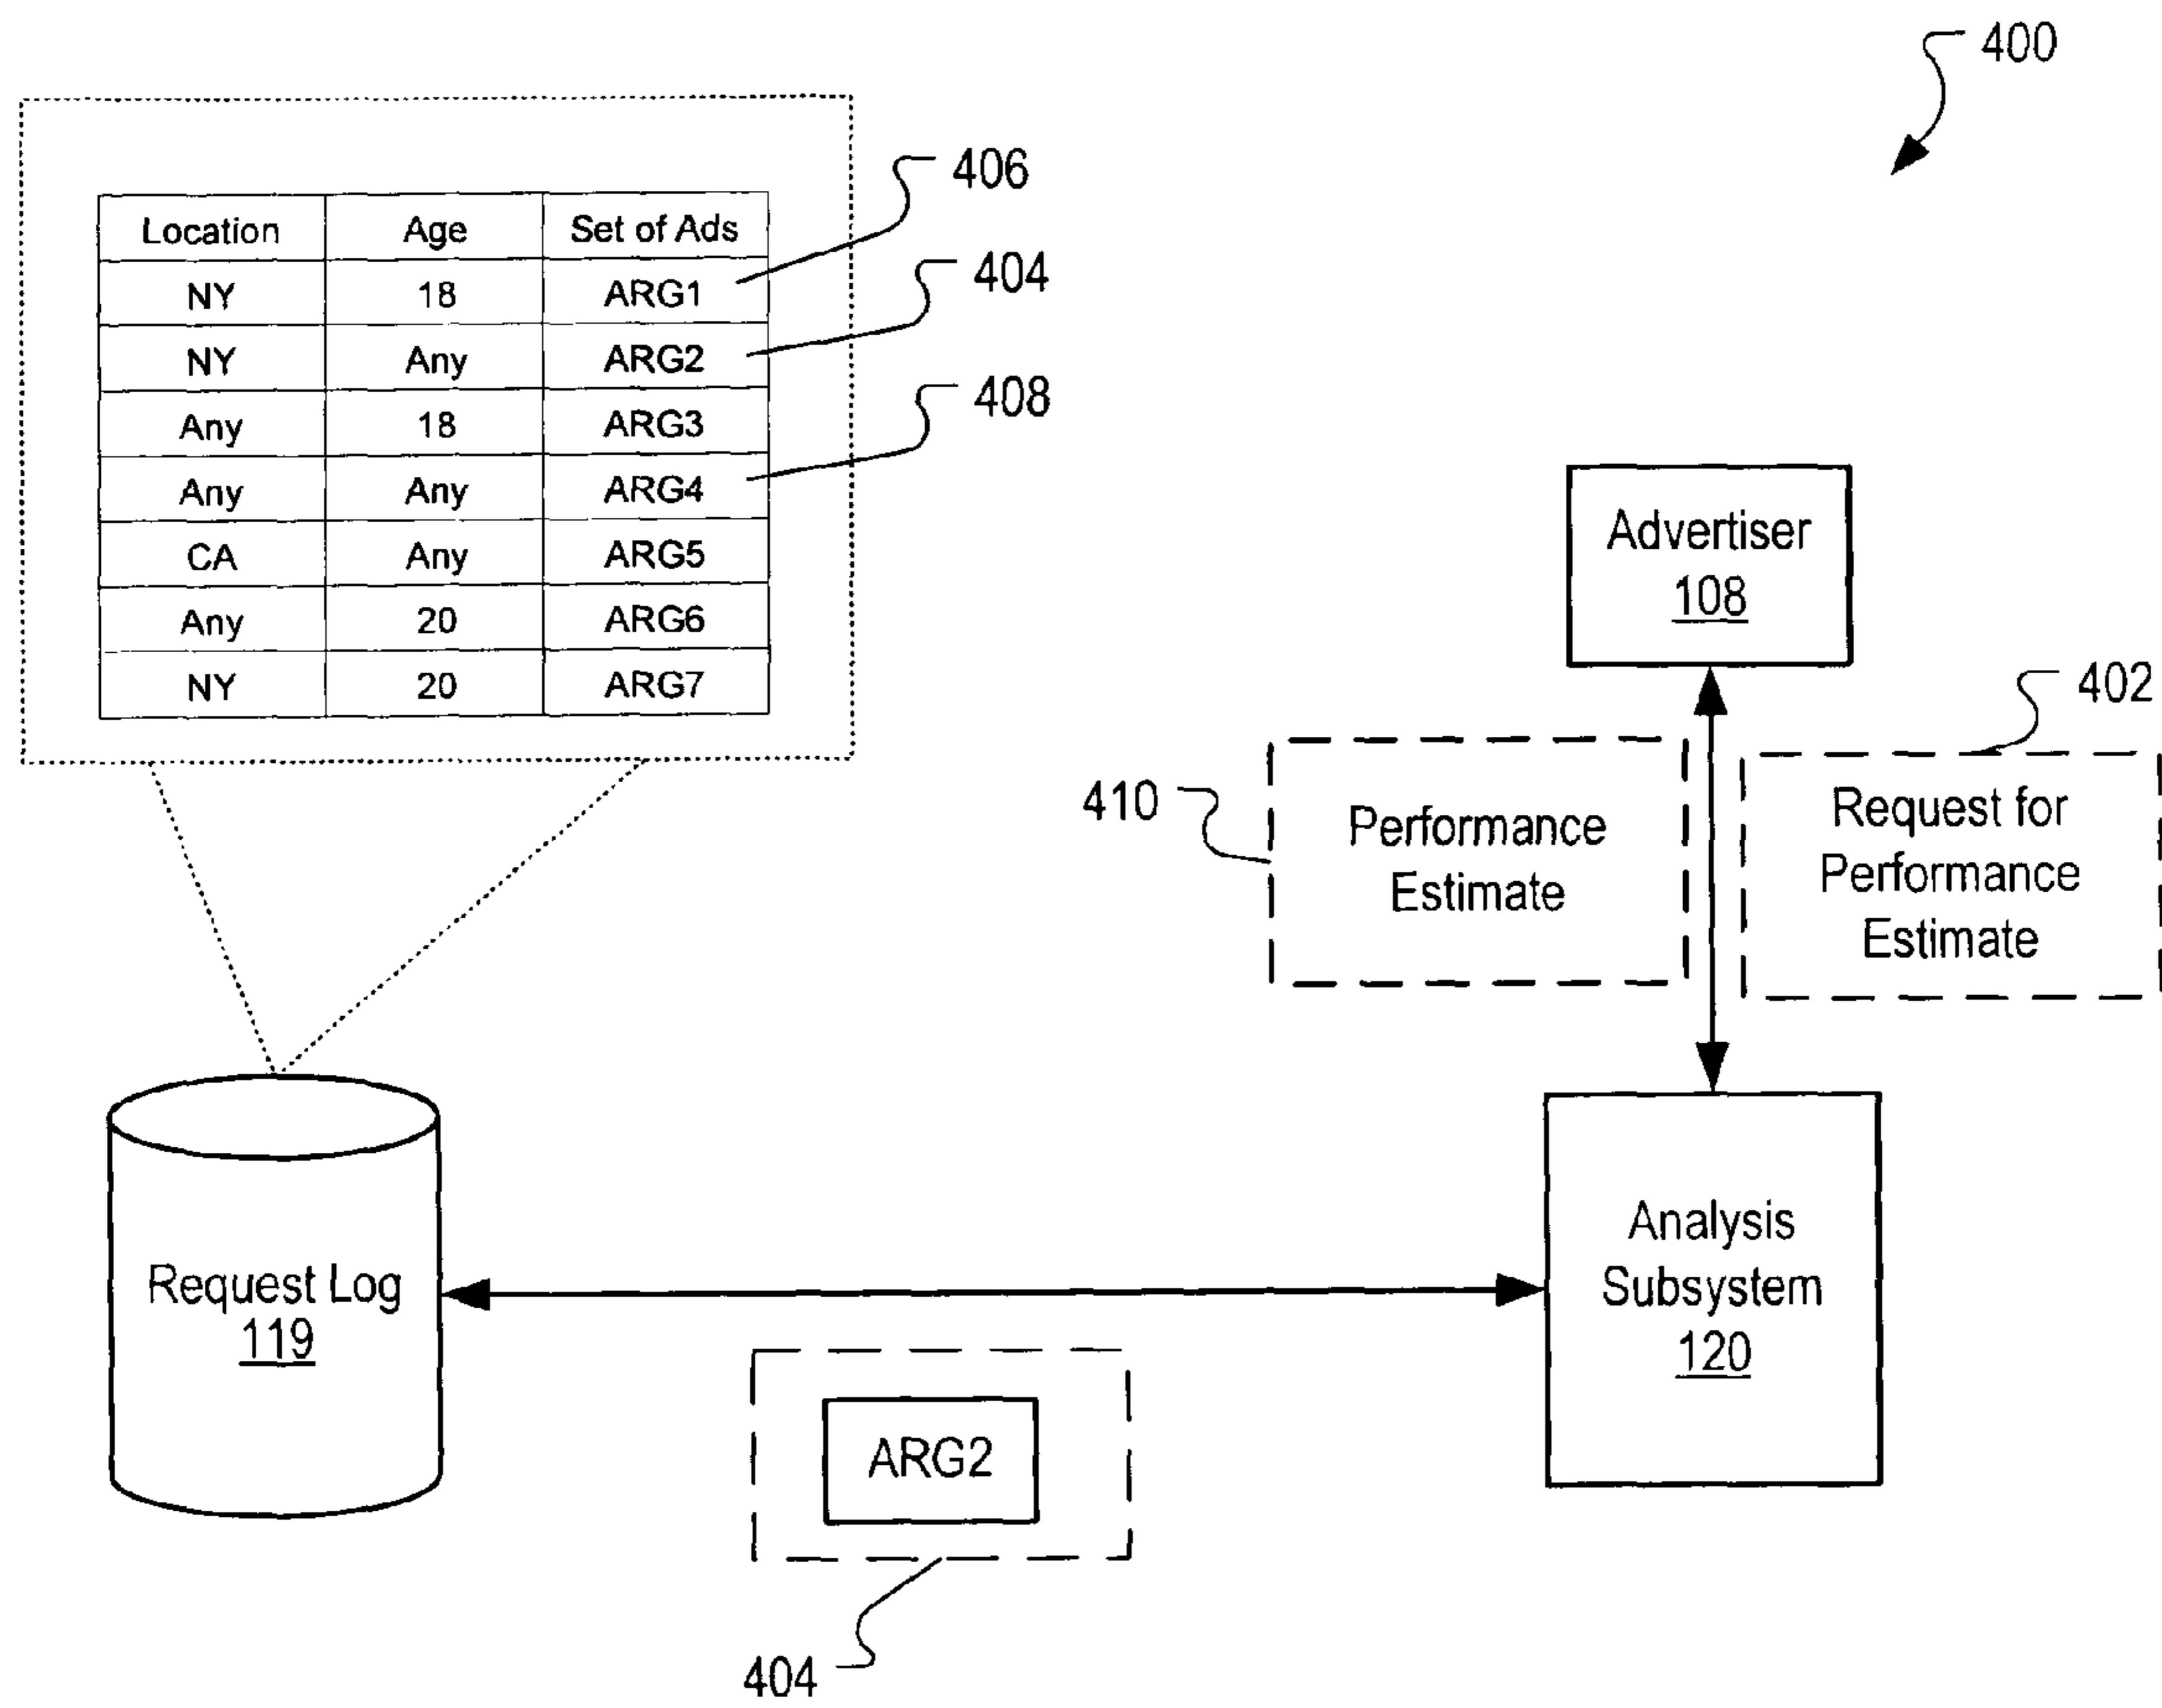 400
406
404
408
Location Age Set of Ads
NY 18 ARG1
NY Any ARG2
Any 18 ARG3
Any Any ARG4
CA Any ARG5
Any 20 ARG6
NY 20 ARG7
Advertiser
108
402
410
Performance
Estimate
Request for
Performance
Estimate
Request Log
119
Analysis
Subsystem
120
ARG2
404